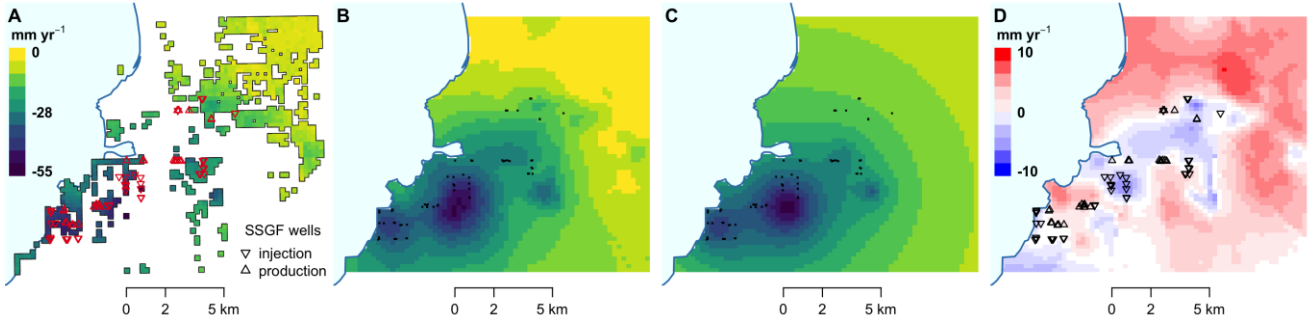 A
mm yr⁻¹
0
-28
-55
SSGF wells
injection
production
0 2 5 km
B
0 2 5 km
C
0 2 5 km
D
mm yr⁻¹
10
0
-10
0 2 5 km